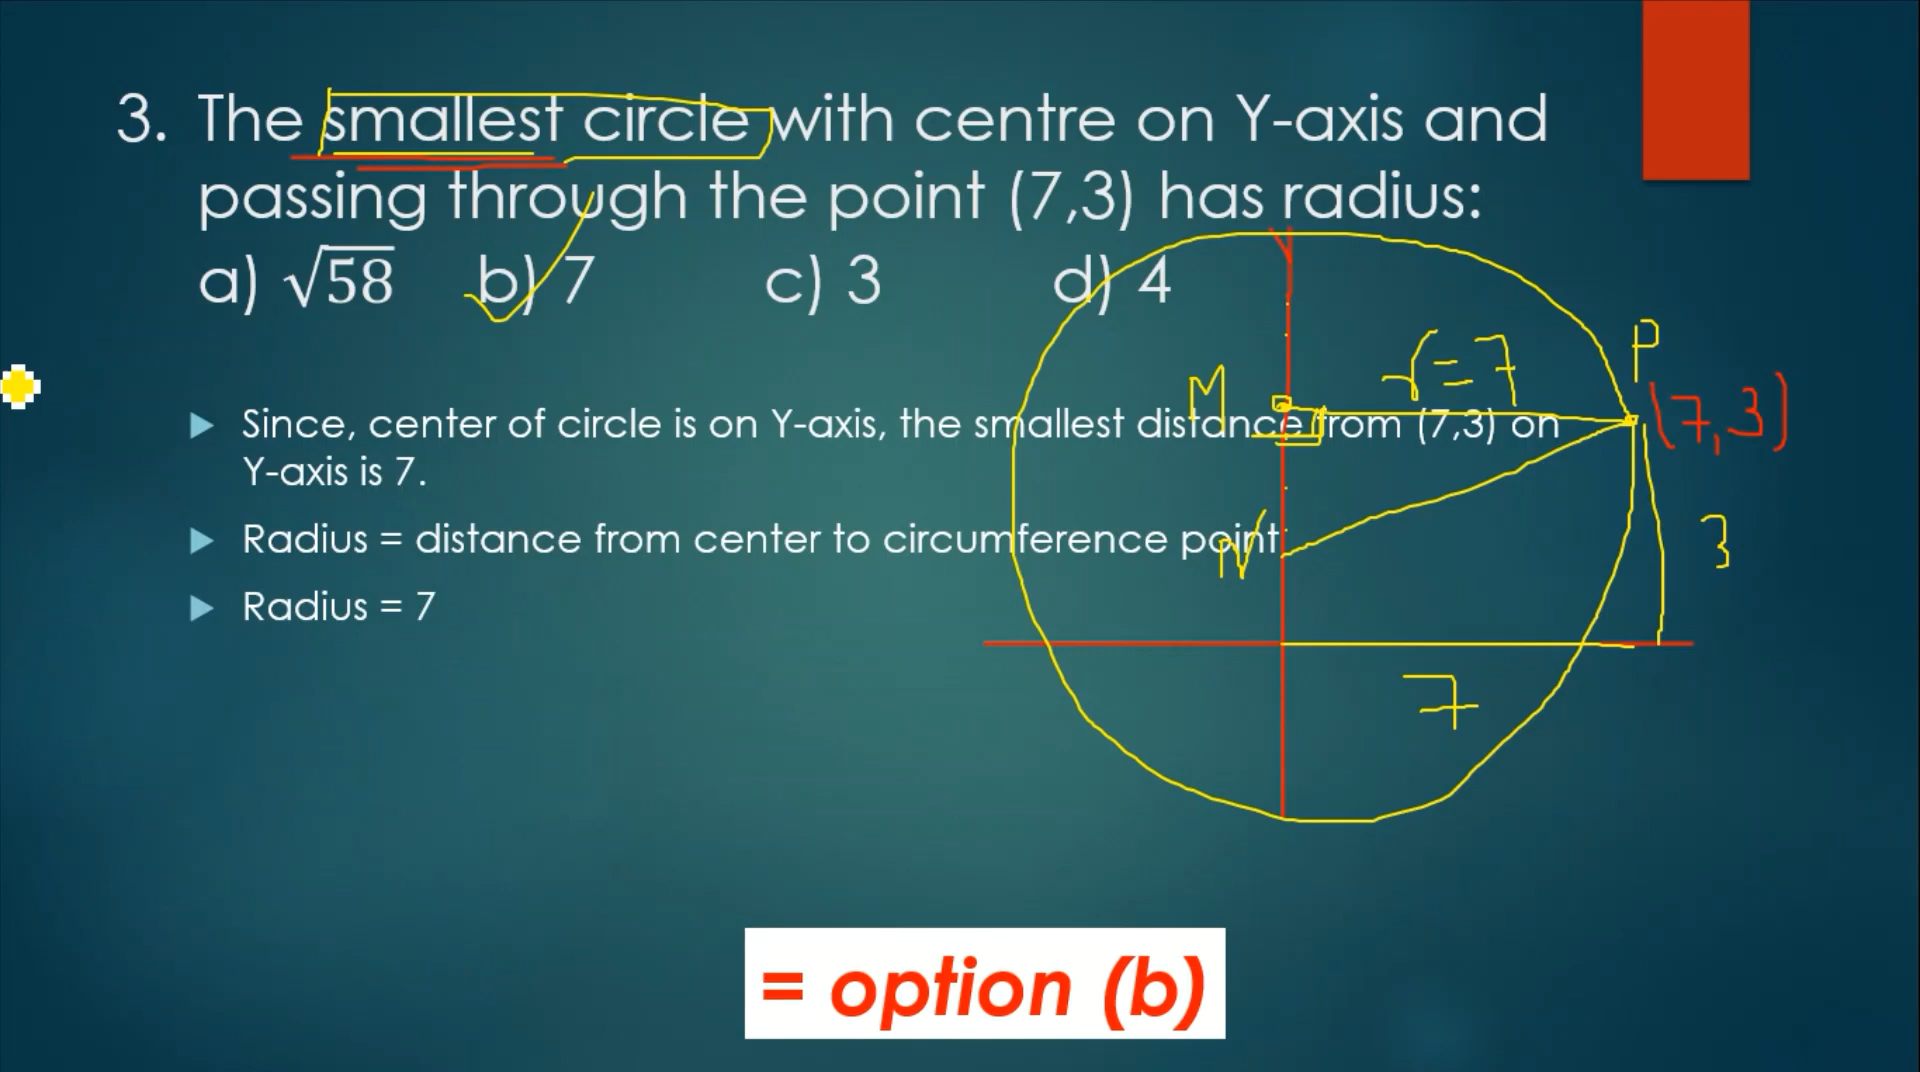 3. The smallest circle with centre on Y-axis and
passing through the point (7,3) has radius:
a) √58 b) 7 c) 3 d) 4
Y
P
r = 7
M
(7,3)
Since, center of circle is on Y-axis, the smallest distance from (7,3) on
Y-axis is 7.
Radius = distance from center to circumference point
N
3
Radius = 7
7
= option (b)